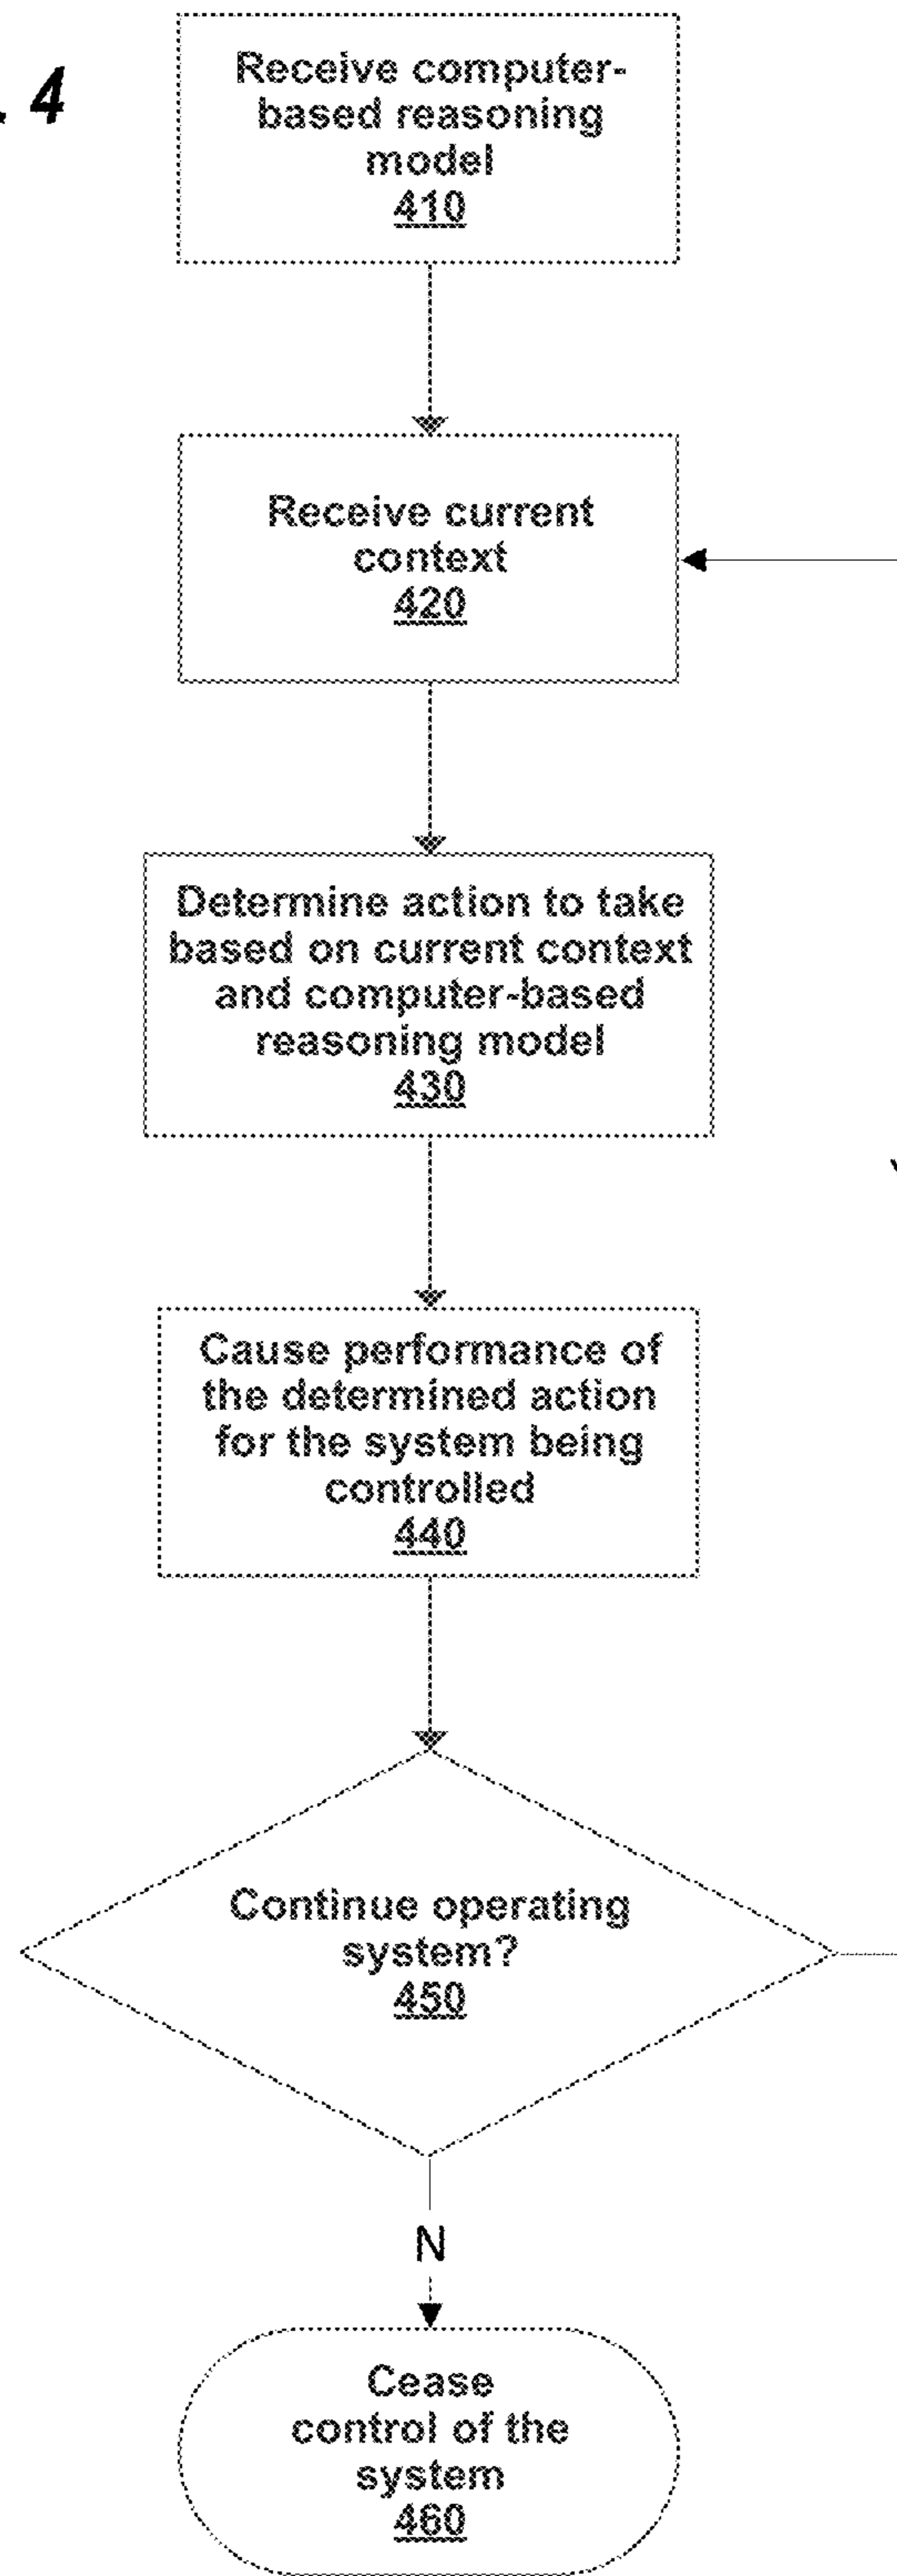 . 4
Receive computer-
based reasoning
model
410
Receive current
context
420
Determine action to take
based on current context
and computer-based
reasoning model
430
Cause performance of
the determined action
for the system being
controlled
440
Continue operating
system?
450
N
Cease
control of the
system
460